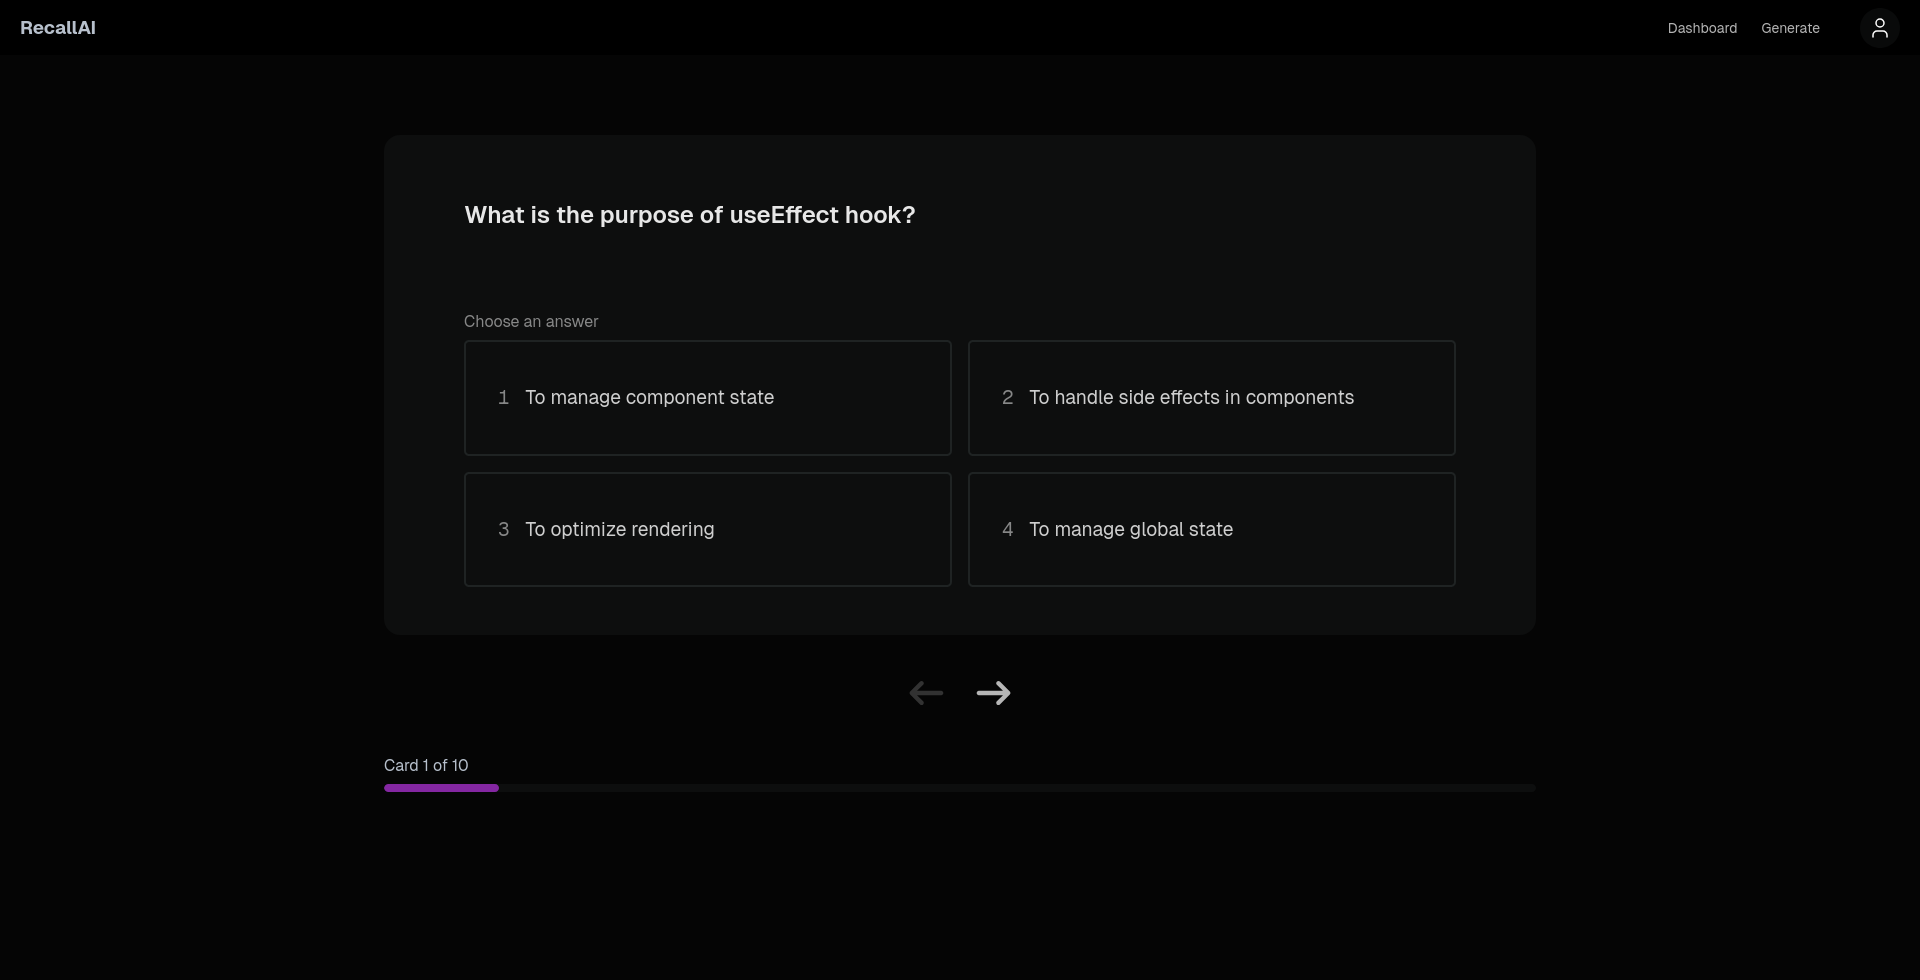 RecallAI
Dashboard Generate
What is the purpose of useEffect hook?
Choose an answer
1 To manage component state
2 To handle side effects in components
3 To optimize rendering
4 To manage global state
Card 1 of 10